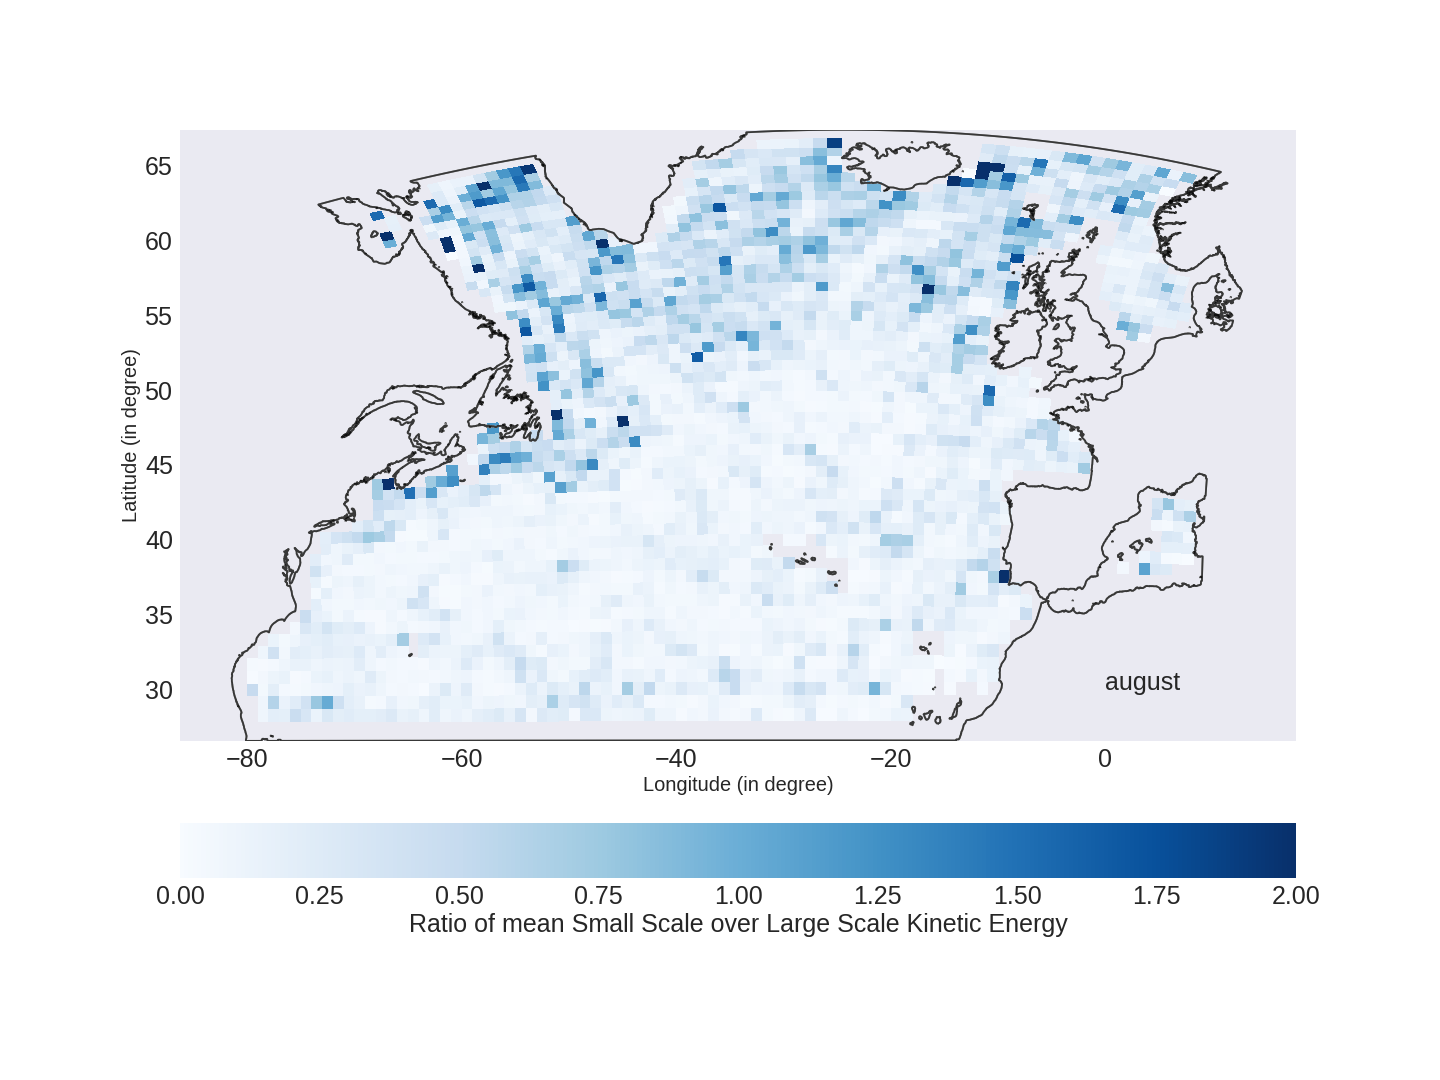 65
60
55
50
45
40
35
30
Latitude (in degree)
august
−80 −60 −40 −20 0
Longitude (in degree)
0.00 0.25 0.50 0.75 1.00 1.25 1.50 1.75 2.00
Ratio of mean Small Scale over Large Scale Kinetic Energy